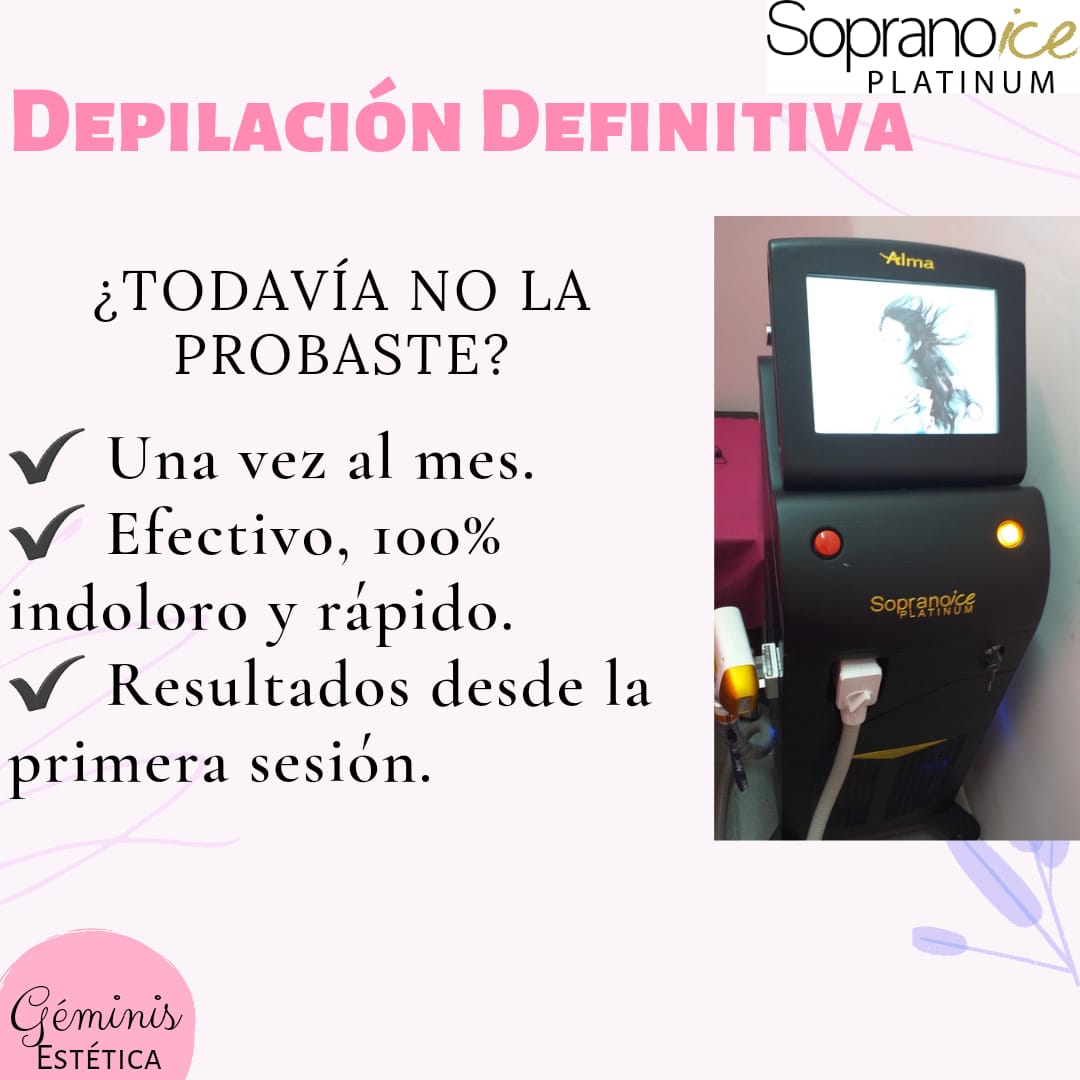 Sopranoice
PLATINUM
Depilación Definitiva
¿TODAVÍA NO LA
PROBASTE?
✔ Una vez al mes.
✔ Efectivo, 100%
indoloro y rápido.
✔ Resultados desde la
primera sesión.
Alma
Sopranoice
PLATINUM
Géminis
Estética